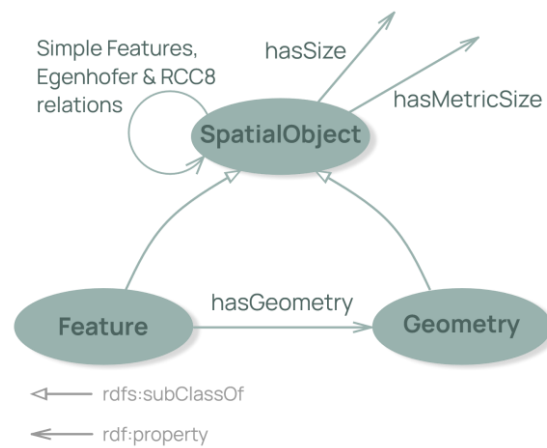 Simple Features,
Egenhofer & RCC8
relations
hasSize
hasMetricSize
SpatialObject
hasGeometry
Feature
Geometry
rdfs:subClassOf
rdf:property